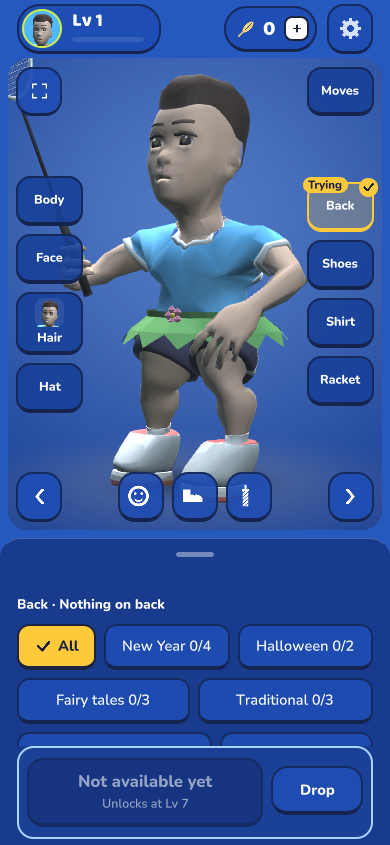 Lv 1
0
+
Moves
Trying
Back
Body
Face
Shoes
Hair
Shirt
Hat
Racket
Back · Nothing on back
All
New Year 0/4
Halloween 0/2
Fairy tales 0/3
Traditional 0/3
Not available yet
Unlocks at Lv 7
Drop